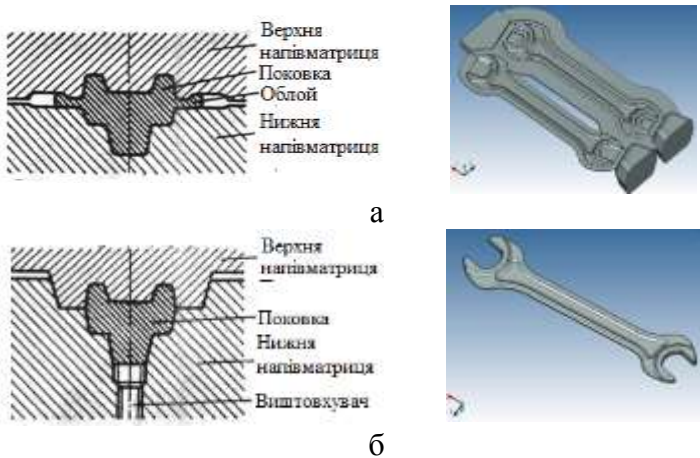 Верхня
напівматриця
Поковка
Облой
Нижня
напівматриця
а
Верхня
напівматриця
Поковка
Нижня
напівматриця
Виштовхувач
б